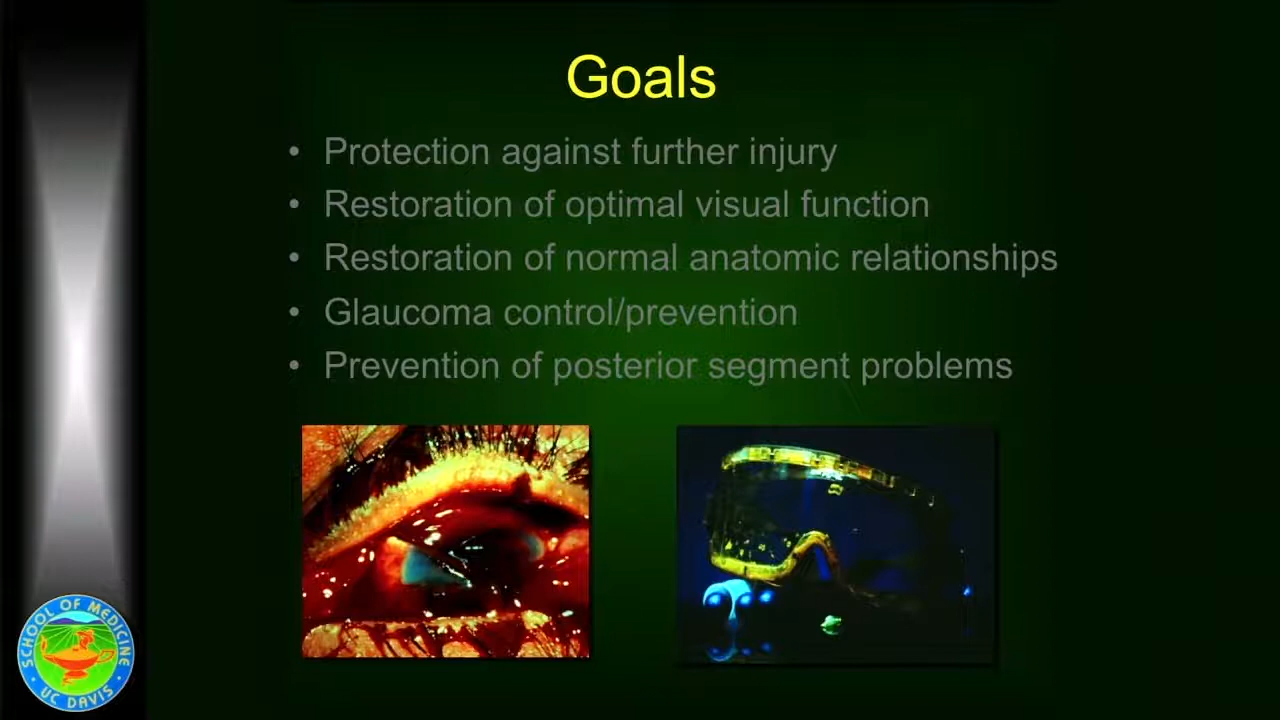 Goals
• Protection against further injury
• Restoration of optimal visual function
• Restoration of normal anatomic relationships
• Glaucoma control/prevention
• Prevention of posterior segment problems
SCHOOL OF MEDICINE
• UC DAVIS •